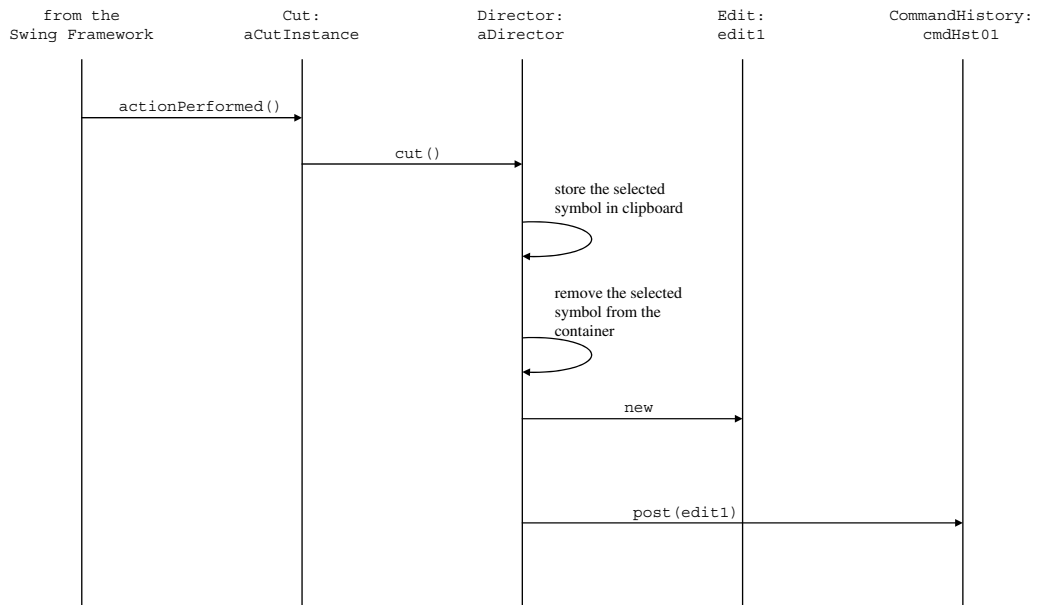 from the
Swing Framework
Cut:
aCutInstance
Director:
aDirector
Edit:
edit1
CommandHistory:
cmdHst01
actionPerformed()
cut()
store the selected
symbol in clipboard
remove the selected
symbol from the
container
new
post(edit1)